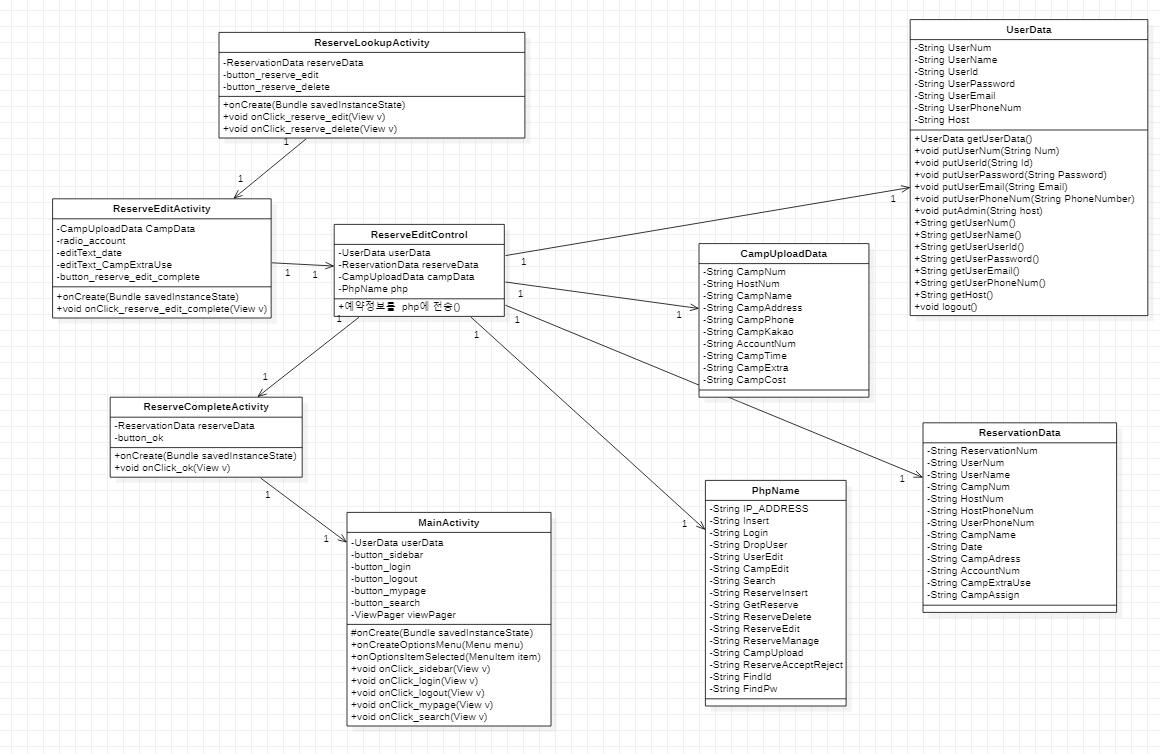 ReserveLookupActivity
-ReservationData reserveData
-button_reserve_edit
-button_reserve_delete
+onCreate(Bundle savedInstanceState)
+void onClick_reserve_edit(View v)
+void onClick_reserve_delete(View v)
1
1
ReserveEditActivity
-CampUploadData CampData
-radio_account
-editText_date
-editText_CampExtraUse
-button_reserve_edit_complete
+onCreate(Bundle savedInstanceState)
+void onClick_reserve_edit_complete(View v)
1
1
ReserveEditControl
-UserData userData
-ReservationData reserveData
-CampUploadData campData
-PhpName php
+예약정보를 php에 전송()
1
1
1
1
1
1
1
1
1
1
UserData
-String UserNum
-String UserName
-String UserId
-String UserPassword
-String UserEmail
-String UserPhoneNum
-String Host
+UserData getUserData()
+void putUserNum(String Num)
+void putUserId(String Id)
+void putUserPassword(String Password)
+void putUserEmail(String Email)
+void putUserPhoneNum(String PhoneNumber)
+void putAdmin(String host)
+String getUserNum()
+String getUserName()
+String getUserUserId()
+String getUserPassword()
+String getUserEmail()
+String getUserPhoneNum()
+String getHost()
+void logout()
CampUploadData
-String CampNum
-String HostNum
-String CampName
-String CampAddress
-String CampPhone
-String CampKakao
-String AccountNum
-String CampTime
-String CampExtra
-String CampCost
ReserveCompleteActivity
-ReservationData reserveData
-button_ok
+onCreate(Bundle savedInstanceState)
+void onClick_ok(View v)
1
1
MainActivity
-UserData userData
-button_sidebar
-button_login
-button_logout
-button_mypage
-button_search
-ViewPager viewPager
#onCreate(Bundle savedInstanceState)
+onCreateOptionsMenu(Menu menu)
+onOptionsItemSelected(MenuItem item)
+void onClick_sidebar(View v)
+void onClick_login(View v)
+void onClick_logout(View v)
+void onClick_mypage(View v)
+void onClick_search(View v)
PhpName
-String IP_ADDRESS
-String Insert
-String Login
-String DropUser
-String UserEdit
-String CampEdit
-String Search
-String ReserveInsert
-String GetReserve
-String ReserveDelete
-String ReserveEdit
-String ReserveManage
-String CampUpload
-String ReserveAcceptReject
-String FindId
-String FindPw
ReservationData
-String ReservationNum
-String UserNum
-String UserName
-String CampNum
-String HostNum
-String HostPhoneNum
-String UserPhoneNum
-String CampName
-String Date
-String CampAdress
-String AccountNum
-String CampExtraUse
-String CampAssign